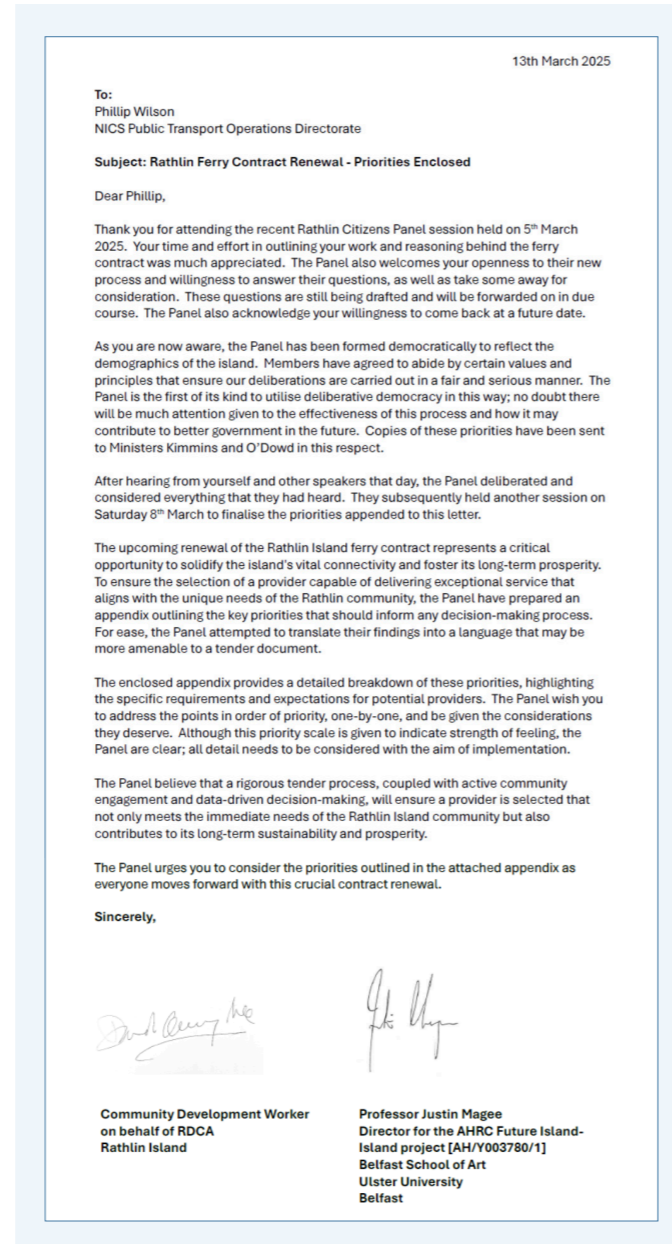 13th March 2025
To:
Phillip Wilson
NICS Public Transport Operations Directorate
Subject: Rathlin Ferry Contract Renewal - Priorities Enclosed
Dear Phillip,
Thank you for attending the recent Rathlin Citizens Panel session held on 5th March
2025. Your time and effort in outlining your work and reasoning behind the ferry
contract was much appreciated. The Panel also welcomes your openness to their new
process and willingness to answer their questions, as well as take some away for
consideration. These questions are still being drafted and will be forwarded on in due
course. The Panel also acknowledge your willingness to come back at a future date.
As you are now aware, the Panel has been formed democratically to reflect the
demographics of the island. Members have agreed to abide by certain values and
principles that ensure our deliberations are carried out in a fair and serious manner. The
Panel is the first of its kind to utilise deliberative democracy in this way; no doubt there
will be much attention given to the effectiveness of this process and how it may
contribute to better government in the future. Copies of these priorities have been sent
to Ministers Kimmins and O'Dowd in this respect.
After hearing from yourself and other speakers that day, the Panel deliberated and
considered everything that they had heard. They subsequently held another session on
Saturday 8th March to finalise the priorities appended to this letter.
The upcoming renewal of the Rathlin Island ferry contract represents a critical
opportunity to solidify the island's vital connectivity and foster its long-term prosperity.
To ensure the selection of a provider capable of delivering exceptional service that
aligns with the unique needs of the Rathlin community, the Panel have prepared an
appendix outlining the key priorities that should inform any decision-making process.
For ease, the Panel attempted to translate their findings into a language that may be
more amenable to a tender document.
The enclosed appendix provides a detailed breakdown of these priorities, highlighting
the specific requirements and expectations for potential providers. The Panel wish you
to address the points in order of priority, one-by-one, and be given the considerations
they deserve. Although this priority scale is given to indicate strength of feeling, the
Panel are clear; all detail needs to be considered with the aim of implementation.
The Panel believe that a rigorous tender process, coupled with active community
engagement and data-driven decision-making, will ensure a provider is selected that
not only meets the immediate needs of the Rathlin Island community but also
contributes to its long-term sustainability and prosperity.
The Panel urges you to consider the priorities outlined in the attached appendix as
everyone moves forward with this crucial contract renewal.
Sincerely,
Community Development Worker
on behalf of RDCA
Rathlin Island
Professor Justin Magee
Director for the AHRC Future Island-
Island project [AH/Y003780/1]
Belfast School of Art
Ulster University
Belfast